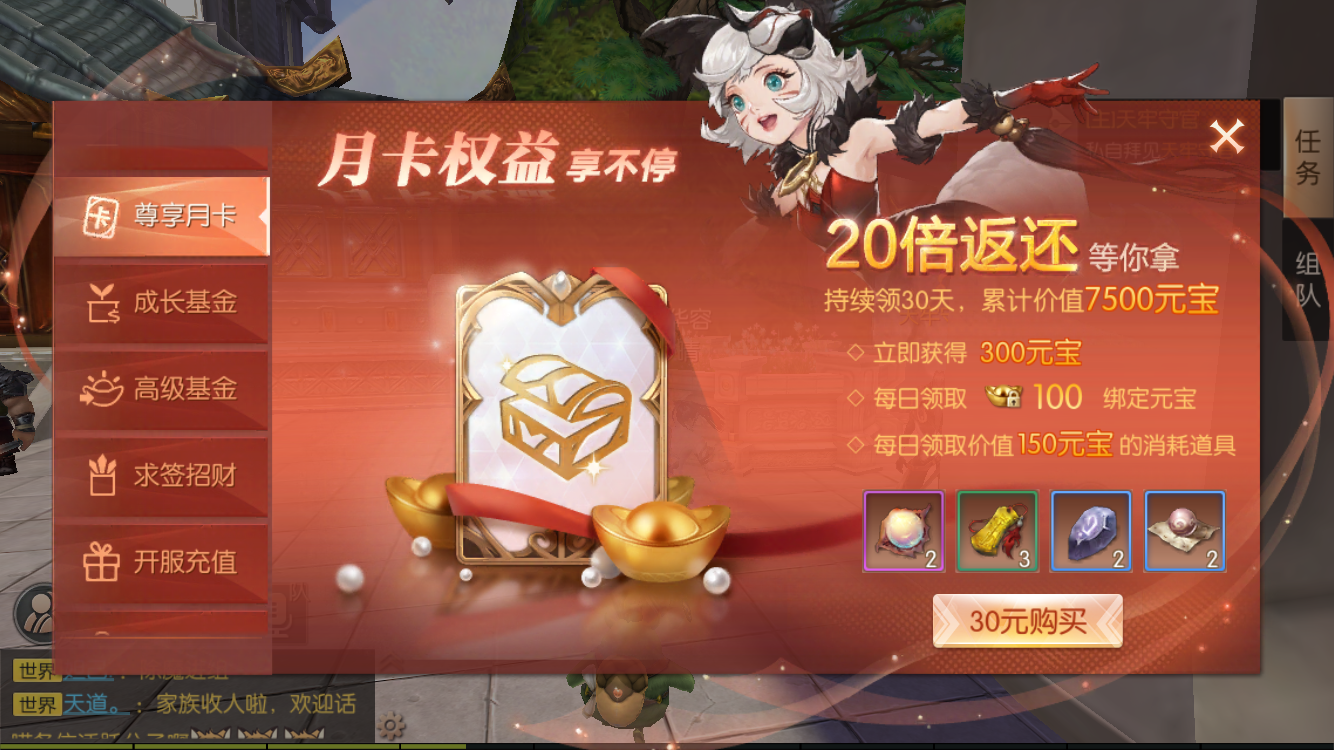 月卡权益 享不停
尊享月卡
成长基金
高级基金
求签招财
开服充值
20倍返还 等你拿
持续领30天，累计价值7500元宝
◇ 立即获得 300元宝
◇ 每日领取 100 绑定元宝
◇ 每日领取价值150元宝的消耗道具
2
3
2
2
30元购买
任务
组队
世界
世界 天道。：家族收人啦，欢迎话